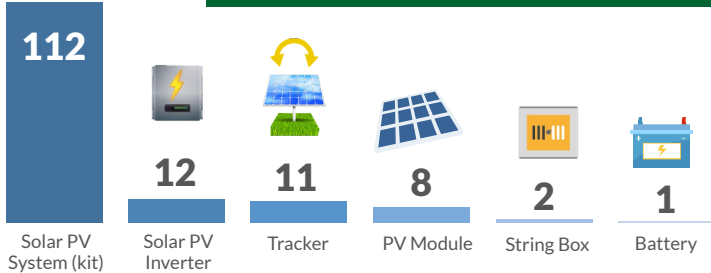 112
12
11
8
2
1
Solar PV
System (kit)
Solar PV
Inverter
Tracker
PV Module
String Box
Battery